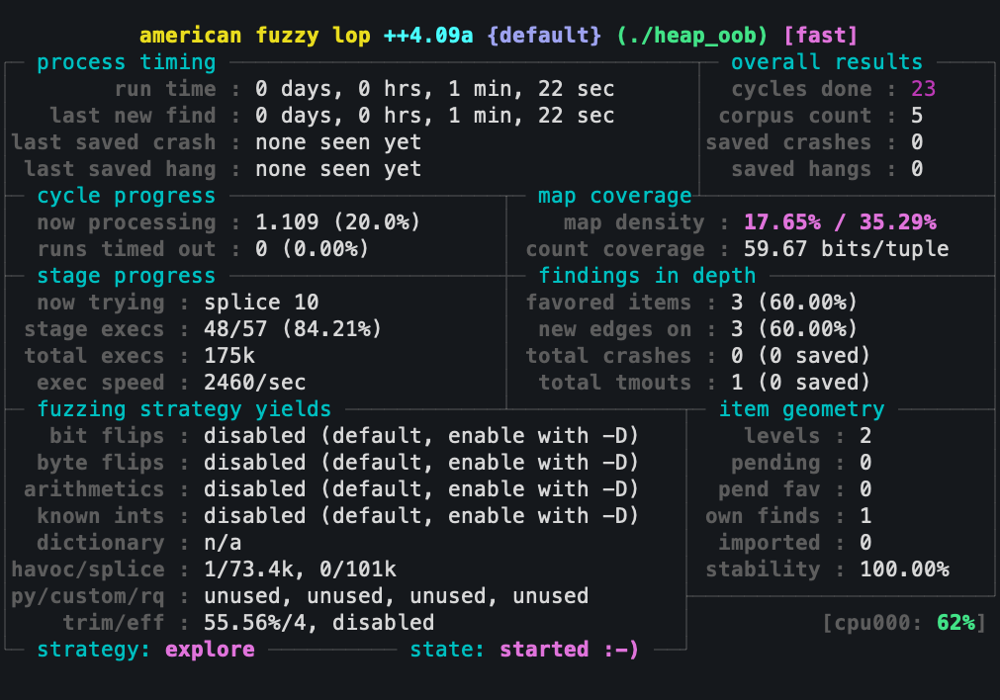 american fuzzy lop ++4.09a {default} (./heap_oob) [fast]
process timing overall results
run time : 0 days, 0 hrs, 1 min, 22 sec cycles done : 23
last new find : 0 days, 0 hrs, 1 min, 22 sec corpus count : 5
last saved crash : none seen yet saved crashes : 0
last saved hang : none seen yet saved hangs : 0
cycle progress map coverage
now processing : 1.109 (20.0%) map density : 17.65% / 35.29%
runs timed out : 0 (0.00%) count coverage : 59.67 bits/tuple
stage progress findings in depth
now trying : splice 10 favored items : 3 (60.00%)
stage execs : 48/57 (84.21%) new edges on : 3 (60.00%)
total execs : 175k total crashes : 0 (0 saved)
exec speed : 2460/sec total tmouts : 1 (0 saved)
fuzzing strategy yields item geometry
bit flips : disabled (default, enable with -D) levels : 2
byte flips : disabled (default, enable with -D) pending : 0
arithmetics : disabled (default, enable with -D) pend fav : 0
known ints : disabled (default, enable with -D) own finds : 1
dictionary : n/a imported : 0
havoc/splice : 1/73.4k, 0/101k stability : 100.00%
py/custom/rq : unused, unused, unused, unused
trim/eff : 55.56%/4, disabled [cpu000: 62%]
strategy: explore state: started :-)